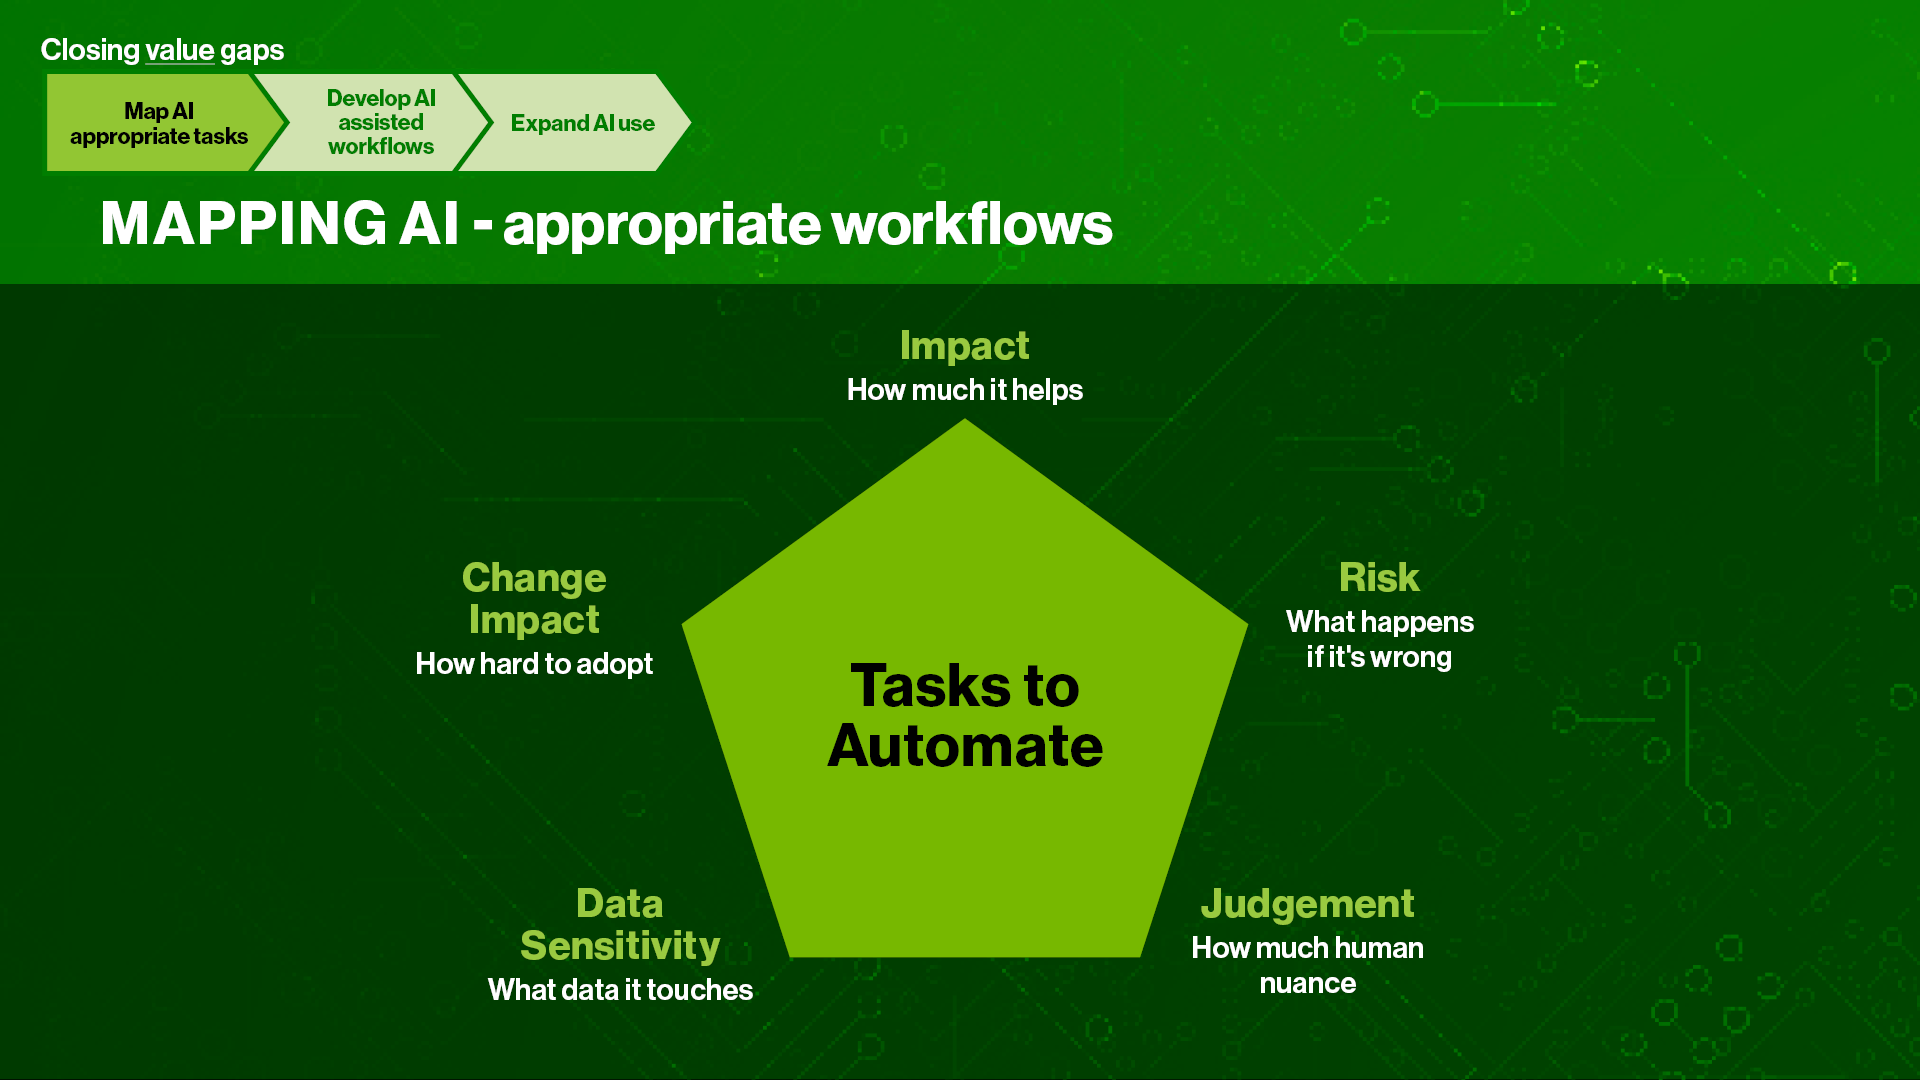 Closing value gaps
Map AI
appropriate tasks
Develop AI
assisted
workflows
Expand AI use
MAPPING AI - appropriate workflows
Impact
How much it helps
Change
Impact
How hard to adopt
Risk
What happens
if it's wrong
Tasks to
Automate
Data
Sensitivity
What data it touches
Judgement
How much human
nuance